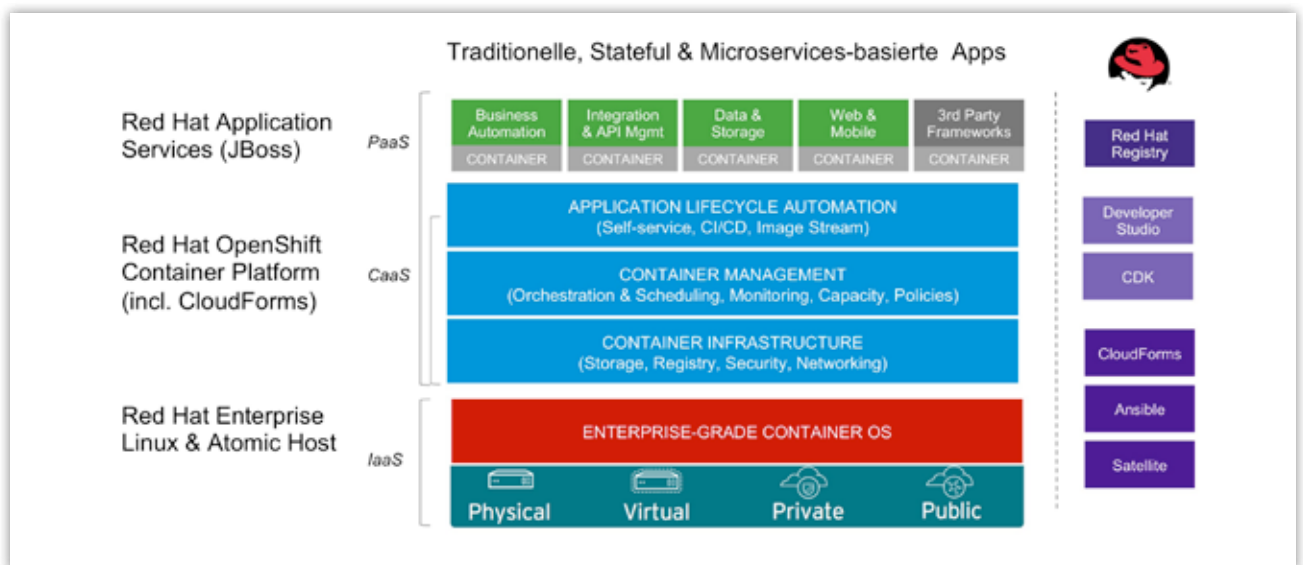 Traditionelle, Stateful & Microservices-basierte Apps
Red Hat Application
Services (JBoss)
PaaS
Business
Automation
CONTAINER
Integration
& API Mgmt
CONTAINER
Data &
Storage
CONTAINER
Web &
Mobile
CONTAINER
3rd Party
Frameworks
CONTAINER
Red Hat OpenShift
Container Platform
(incl. CloudForms)
CaaS
APPLICATION LIFECYCLE AUTOMATION
(Self-service, CI/CD, Image Stream)
CONTAINER MANAGEMENT
(Orchestration & Scheduling, Monitoring, Capacity, Policies)
CONTAINER INFRASTRUCTURE
(Storage, Registry, Security, Networking)
Red Hat Enterprise
Linux & Atomic Host
IaaS
ENTERPRISE-GRADE CONTAINER OS
Physical
Virtual
Private
Public
Red Hat
Registry
Developer
Studio
CDK
CloudForms
Ansible
Satellite